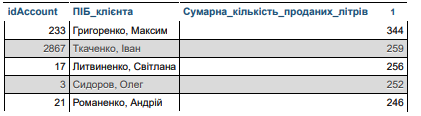 idAccount ПІБ_клієнта Сумарна_кількість_проданих_літрів 1
233 Григоренко, Максим 344
2867 Ткаченко, Іван 259
17 Литвиненко, Світлана 256
3 Сидоров, Олег 252
21 Романенко, Андрій 246